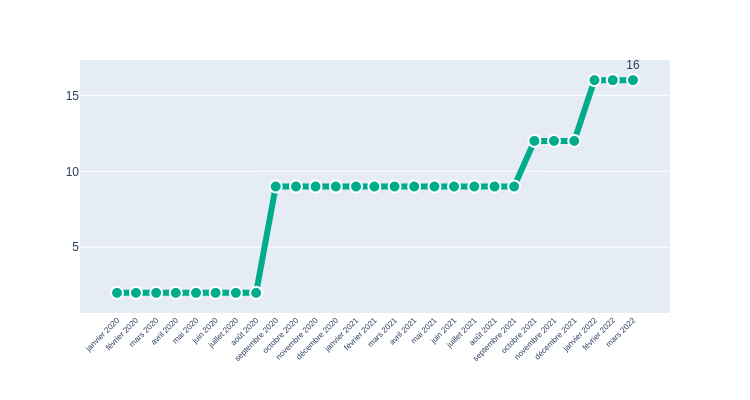 16
15
10
5
janvier 2020
février 2020
mars 2020
avril 2020
mai 2020
juin 2020
juillet 2020
août 2020
septembre 2020
octobre 2020
novembre 2020
décembre 2020
janvier 2021
février 2021
mars 2021
avril 2021
mai 2021
juin 2021
juillet 2021
août 2021
septembre 2021
octobre 2021
novembre 2021
décembre 2021
janvier 2022
février 2022
mars 2022